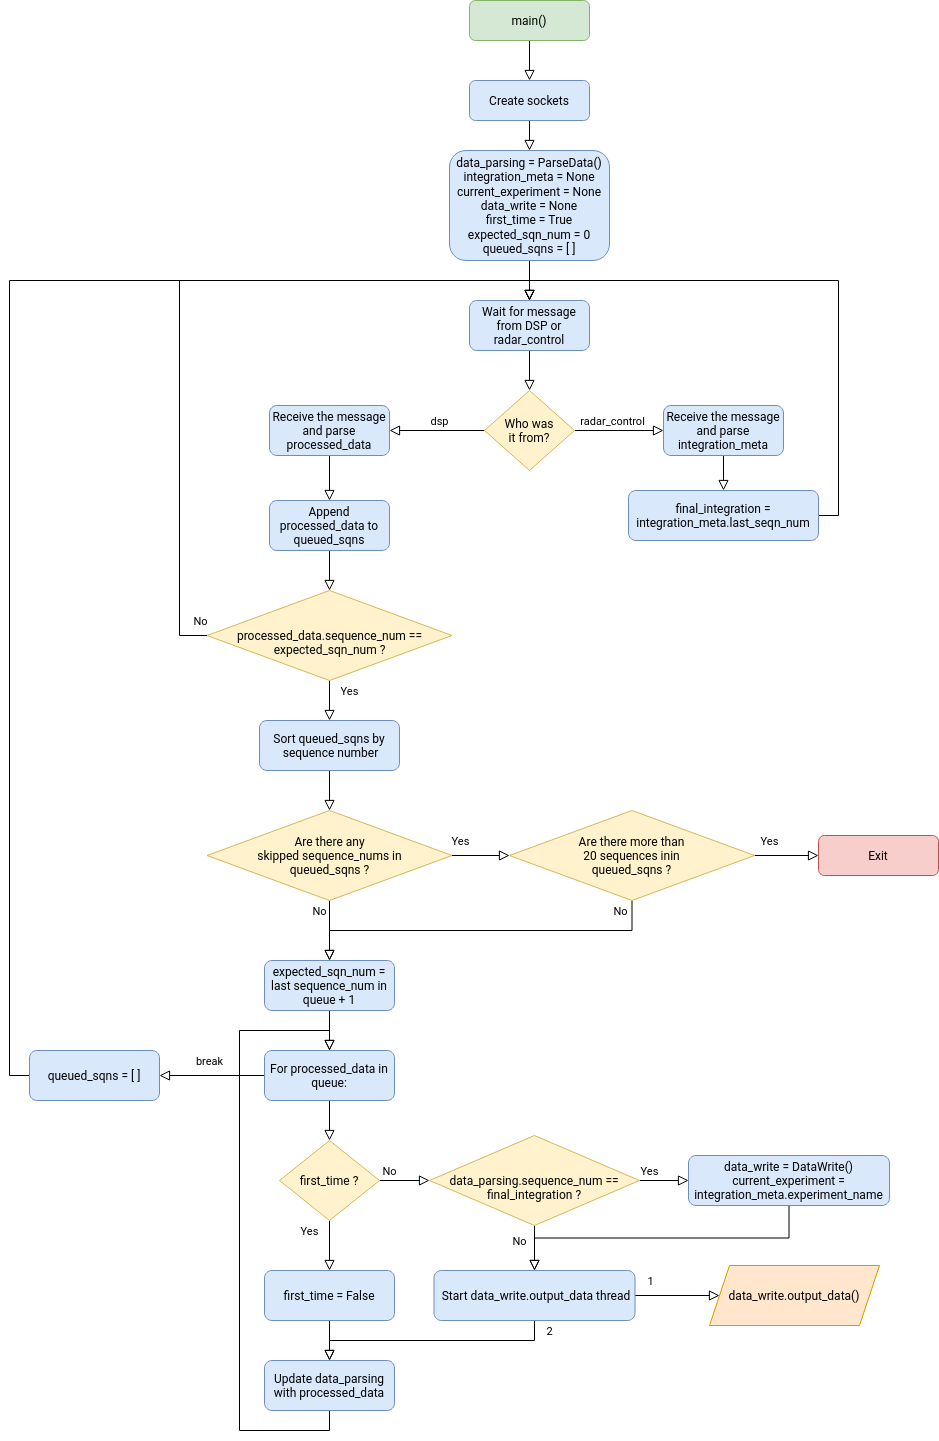 main()
Create sockets
data_parsing = ParseData()
integration_meta = None
current_experiment = None
data_write = None
first_time = True
expected_sqn_num = 0
queued_sqns = [ ]
Wait for message
from DSP or
radar_control
Who was
it from?
dsp
radar_control
Receive the message
and parse
processed_data
Receive the message
and parse
integration_meta
Append
processed_data to
queued_sqns
final_integration =
integration_meta.last_seqn_num
processed_data.sequence_num ==
expected_sqn_num ?
No
Yes
Sort queued_sqns by
sequence number
Are there any
skipped sequence_nums in
queued_sqns ?
Yes
Are there more than
20 sequences inin
queued_sqns ?
Yes
Exit
No
No
expected_sqn_num =
last sequence_num in
queue + 1
For processed_data in
queue:
break
queued_sqns = [ ]
first_time ?
No
data_parsing.sequence_num ==
final_integration ?
Yes
data_write = DataWrite()
current_experiment =
integration_meta.experiment_name
Yes
No
first_time = False
Start data_write.output_data thread
1
data_write.output_data()
2
Update data_parsing
with processed_data